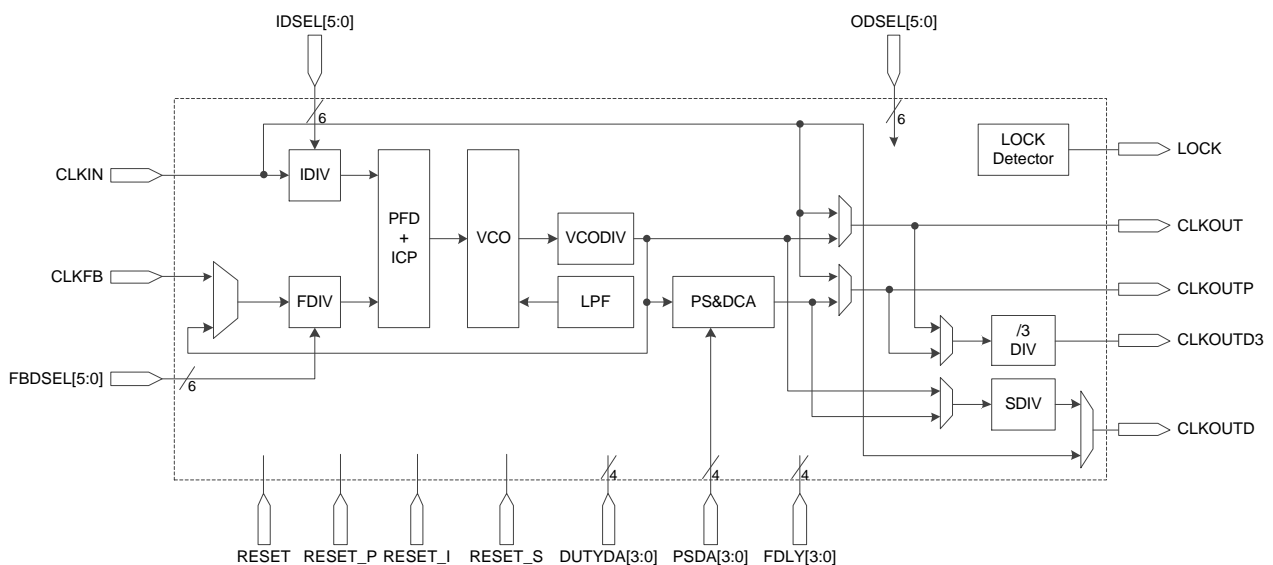 IDSEL[5:0]
ODSEL[5:0]
6
6
LOCK
Detector
LOCK
CLKIN
IDIV
PFD
+
ICP
VCO
VCODIV
CLKOUT
CLKFB
FDIV
LPF
PS&DCA
CLKOUTP
/3
DIV
CLKOUTD3
FBDSEL[5:0]
6
SDIV
CLKOUTD
4
4
4
RESET
RESET_P
RESET_I
RESET_S
DUTYDA[3:0]
PSDA[3:0]
FDLY[3:0]